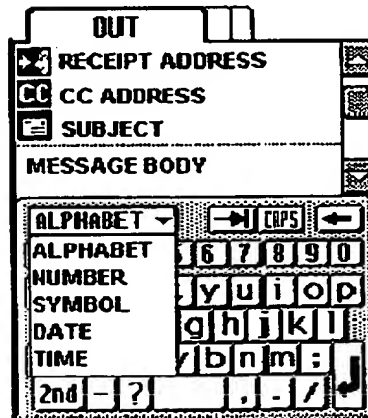 OUT
RECEIPT ADDRESS
CC CC ADDRESS
SUBJECT
MESSAGE BODY
ALPHABET CAPS
ALPHABET 6 7 8 9 0
NUMBER y u i o p
SYMBOL g h j k l
DATE
TIME b n m :
2nd - ? , . /